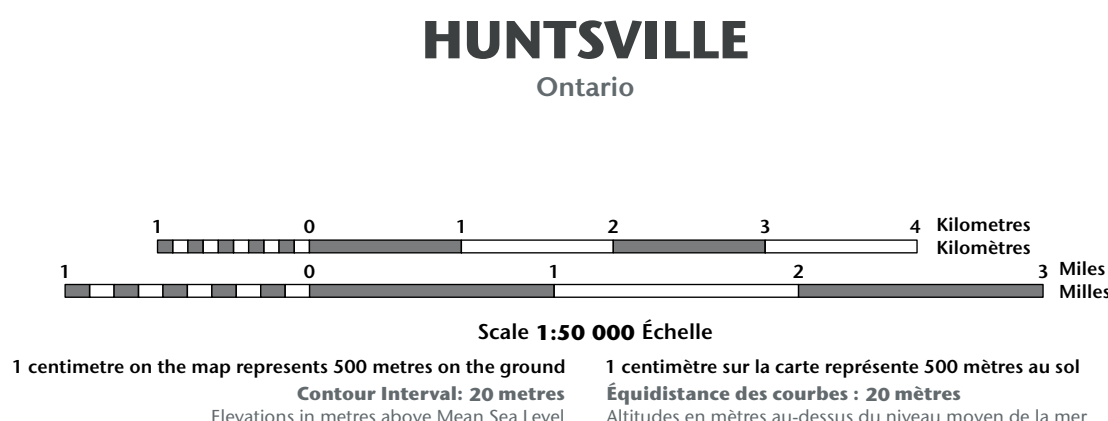 HUNTSVILLE
Ontario
1 0 1 2 3 4 Kilometres
Kilomètres
1 0 1 2 3 Miles
Milles
Scale 1:50 000 Échelle
1 centimetre on the map represents 500 metres on the ground
1 centimètre sur la carte représente 500 mètres au sol
Contour Interval: 20 metres
Équidistance des courbes : 20 mètres
Elevations in metres above Mean Sea Level
Altitudes en mètres au-dessus du niveau moyen de la mer